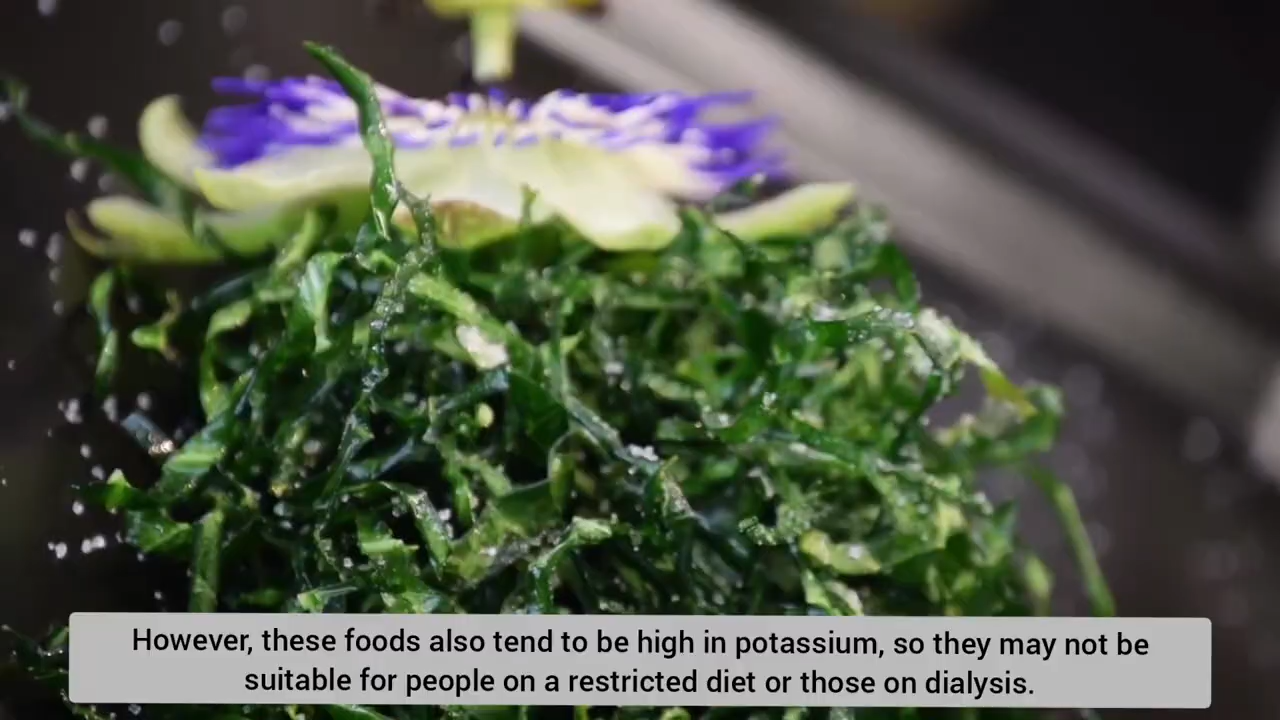 However, these foods also tend to be high in potassium, so they may not be
suitable for people on a restricted diet or those on dialysis.